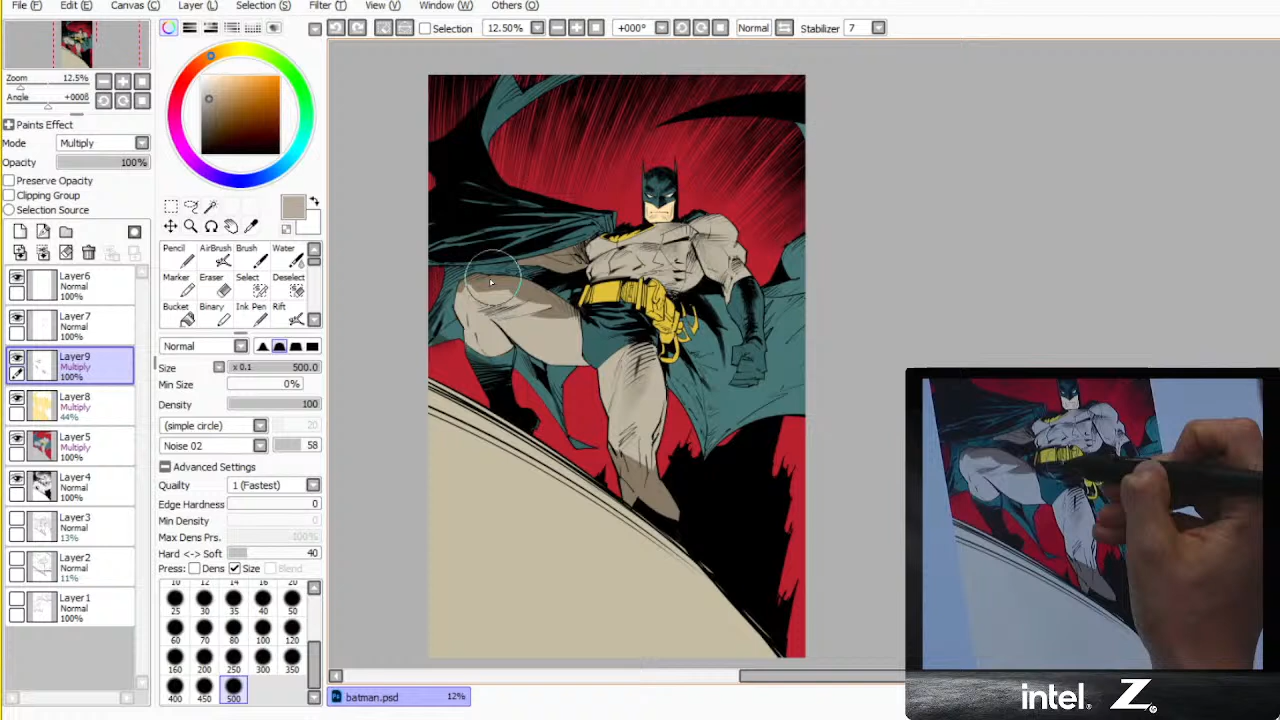 File (F) Edit (E) Canvas (C) Layer (L) Selection (S) Filter (T) View (V) Window (W) Others (O)
Selection 12.50% +000° Normal Stabilizer 7
Zoom 12.5%
Angle +000ß
Paints Effect
Mode Multiply
Opacity 100%
Preserve Opacity
Clipping Group
Selection Source
Layer6
Normal
100%
Layer7
Normal
100%
Layer9
Multiply
100%
Layer8
Multiply
44%
Layer5
Multiply
100%
Layer4
Normal
100%
Layer3
Normal
13%
Layer2
Normal
11%
Layer1
Normal
100%
Pencil AirBrush Brush Water
Marker Eraser Select Deselect
Bucket Binary Ink Pen Rift
Normal
Size x 0.1 500.0
Min Size 0%
Density 100
(simple circle) 20
Noise 02 58
Advanced Settings
Quailty 1 (Fastest)
Edge Hardness 0
Min Density 0
Max Dens Prs. 100%
Hard <-> Soft 40
Press: Dens Size Blend
10 12 14 16 20
25 30 35 40 50
60 70 80 100 120
160 200 250 300 350
400 450 500
batman.psd 12%
intel Z